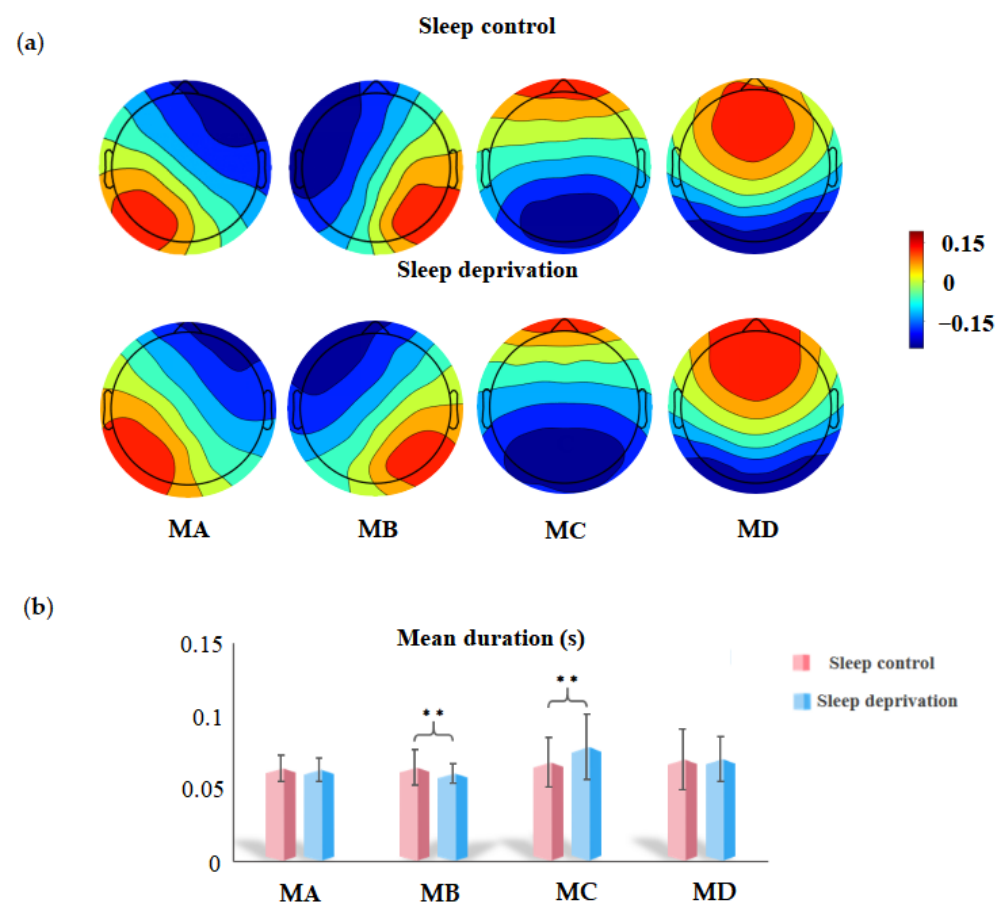 (a)
Sleep control
Sleep deprivation
0.15
0
−0.15
MA MB MC MD
(b)
Mean duration (s)
0.15
0.1
0.05
0
** **
Sleep control
Sleep deprivation
MA MB MC MD